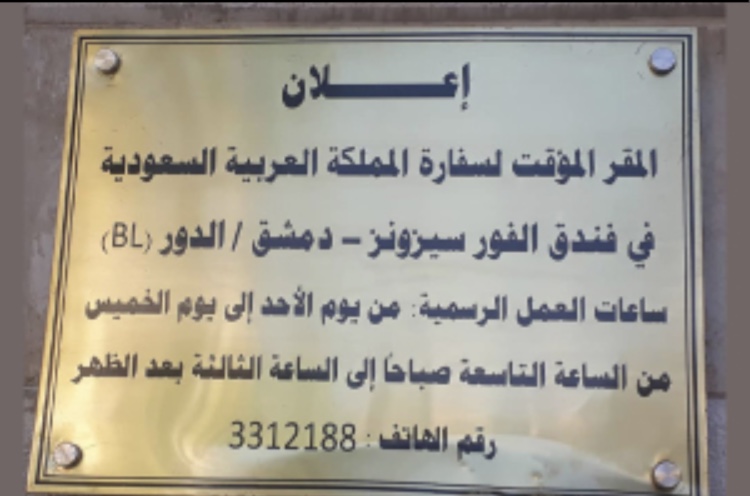 إعـــــــلان
المقر المؤقت لسفارة المملكة العربية السعودية
في فندق الفور سيزونز – دمشق / الدور (BL)
ساعات العمل الرسمية: من يوم الأحد إلى يوم الخميس
من الساعة التاسعة صباحاً إلى الساعة الثالثة بعد الظهر
رقم الهاتف : 3312188